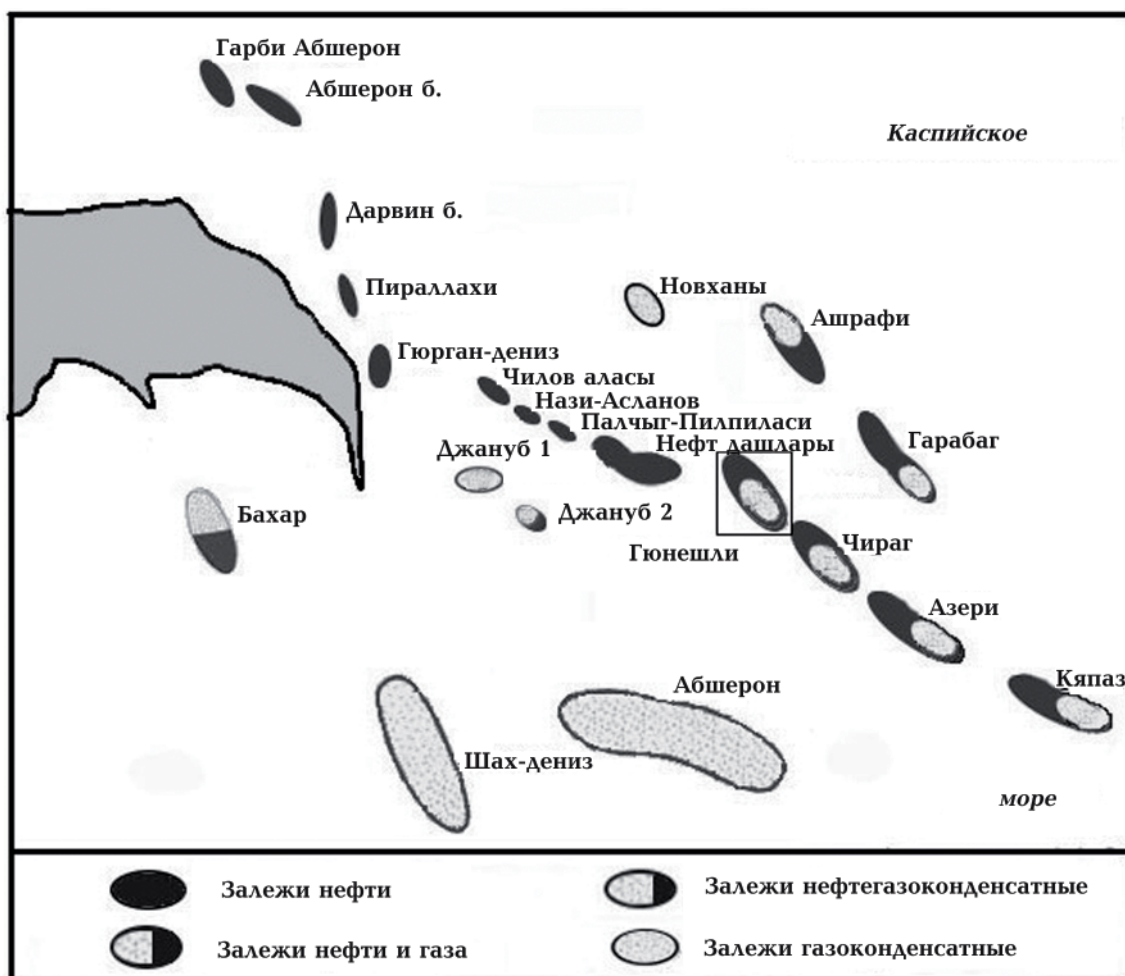 Гарби Абшерон
Абшерон б.
Каспийское
Дарвин б.
Пираллахи
Новханы
Ашрафи
Гюрган-дениз
Чилов аласы
Нази-Асланов
Палчыг-Пилпиласи
Нефт дашлары
Гарабаг
Джануб 1
Бахар
Джануб 2
Гюнешли
Чираг
Азери
Кяпаз
Абшерон
Шах-дениз
море
Залежи нефти
Залежи нефтегазоконденсатные
Залежи нефти и газа
Залежи газоконденсатные